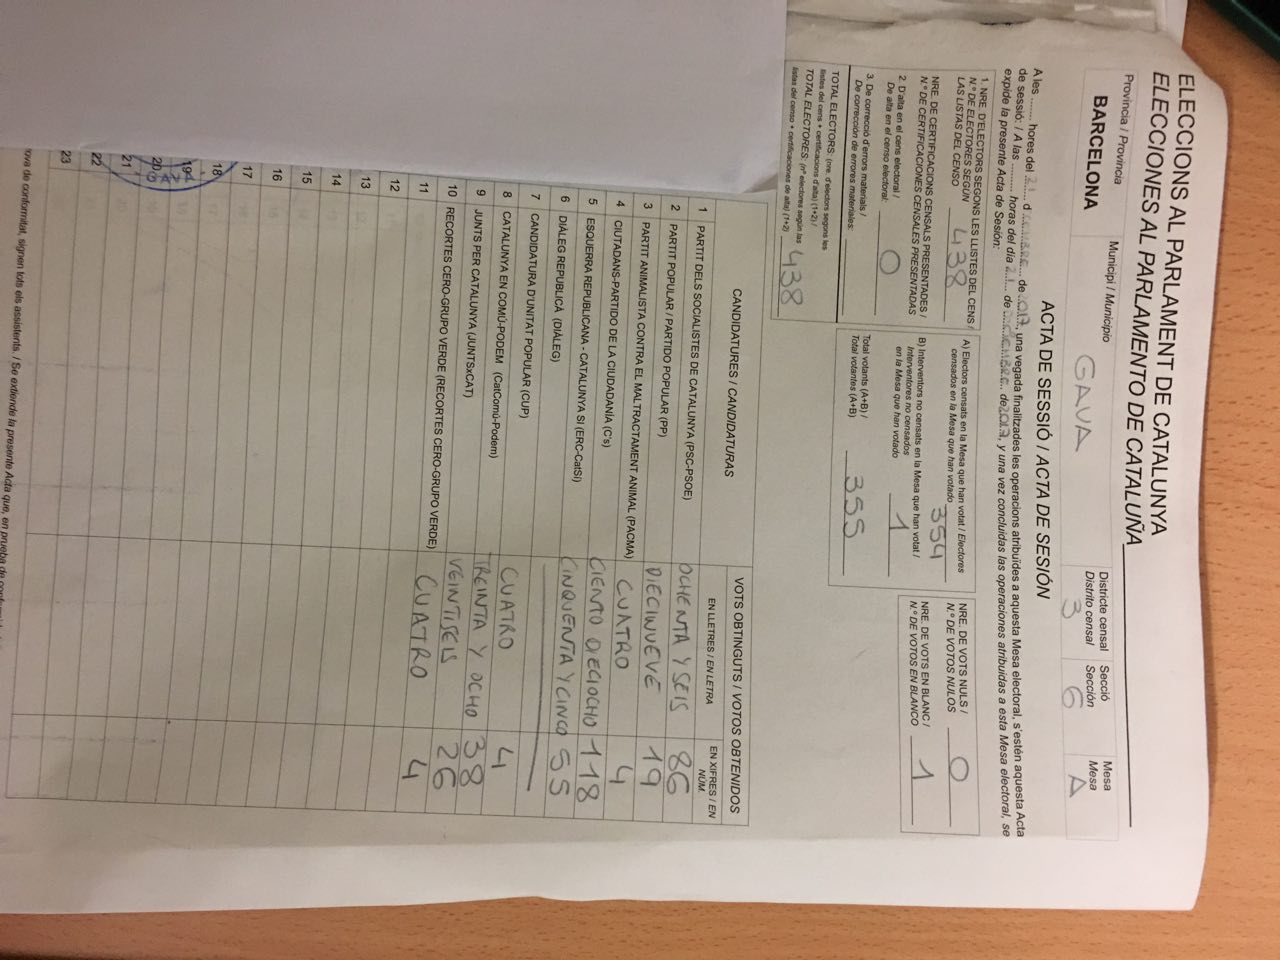 ELECCIONS AL PARLAMENT DE CATALUNYA
ELECCIONES AL PARLAMENTO DE CATALUÑA
Provincia / Provincia
BARCELONA
Municipi / Municipio
GAVA
Districte censal
Distrito censal
3
Secció
Sección
6
Mesa
Mesa
A
ACTA DE SESSIÓ / ACTA DE SESIÓN
A les ....... hores del 21 d de 2017, una vegada finalitzades les operacions atribuïdes a aquesta Mesa electoral, s'estén aquesta Acta
de sessió: / A las ......... horas del día 21 de DICIEMBRE de 2017, y una vez concluidas las operaciones atribuidas a esta Mesa electoral, se
expide la presente Acta de Sesión:
1. NRE. D'ELECTORS SEGONS LES LLISTES DEL CENS /
N.º DE ELECTORES SEGÚN
LAS LISTAS DEL CENSO 438
NRE. DE CERTIFICACIONS CENSALS PRESENTADES /
N.º DE CERTIFICACIONES CENSALES PRESENTADAS
2. D'alta en el cens electoral /
De alta en el censo electoral: 0
3. De correcció d'errors materials /
De corrección de errores materiales:
TOTAL ELECTORS: (nre. d'electors segons les
llistes del cens + certificacions d'alta) (1+2) /
TOTAL ELECTORES: (nº electores según las
listas del censo + certificaciones de alta) (1+2) 438
A) Electors censats en la Mesa que han votat / Electores
censados en la Mesa que han votado 354
B) Interventors no censats en la Mesa que han votat /
Interventores no censados
en la Mesa que han votado 1
Total votants (A+B) /
Total votantes (A+B) 355
NRE. DE VOTS NULS /
N.º DE VOTOS NULOS 0
NRE. DE VOTS EN BLANC /
N.º DE VOTOS EN BLANCO 1
CANDIDATURES / CANDIDATURAS
VOTS OBTINGUTS / VOTOS OBTENIDOS
EN LLETRES / EN LETRA
EN XIFRES / EN
NÚM.
1 PARTIT DELS SOCIALISTES DE CATALUNYA (PSC-PSOE) OCHENTA Y SEIS 86
2 PARTIT POPULAR / PARTIDO POPULAR (PP) DIECINUEVE 19
3 PARTIT ANIMALISTA CONTRA EL MALTRACTAMENT ANIMAL (PACMA) CUATRO 4
4 CIUTADANS-PARTIDO DE LA CIUDADANÍA (C's) CIENTO DIECIOCHO 118
5 ESQUERRA REPUBLICANA - CATALUNYA SÍ (ERC-CatSí) CINQUENTA Y CINCO 55
6 DIÀLEG REPUBLICÀ (DIÀLEG)
7 CANDIDATURA D'UNITAT POPULAR (CUP) CUATRO 4
8 CATALUNYA EN COMÚ-PODEM (CatComú-Podem) TREINTA Y OCHO 38
9 JUNTS PER CATALUNYA (JUNTSxCAT) VEINTISEIS 26
10 RECORTES CERO-GRUPO VERDE (RECORTES CERO-GRUPO VERDE) CUATRO 4
11
12
13
14
15
16
17
18
19
20
21
22
23
GAVA
rova de conformitat, signen tots els assistents. / Se extiende la presente Acta que, en prueba de